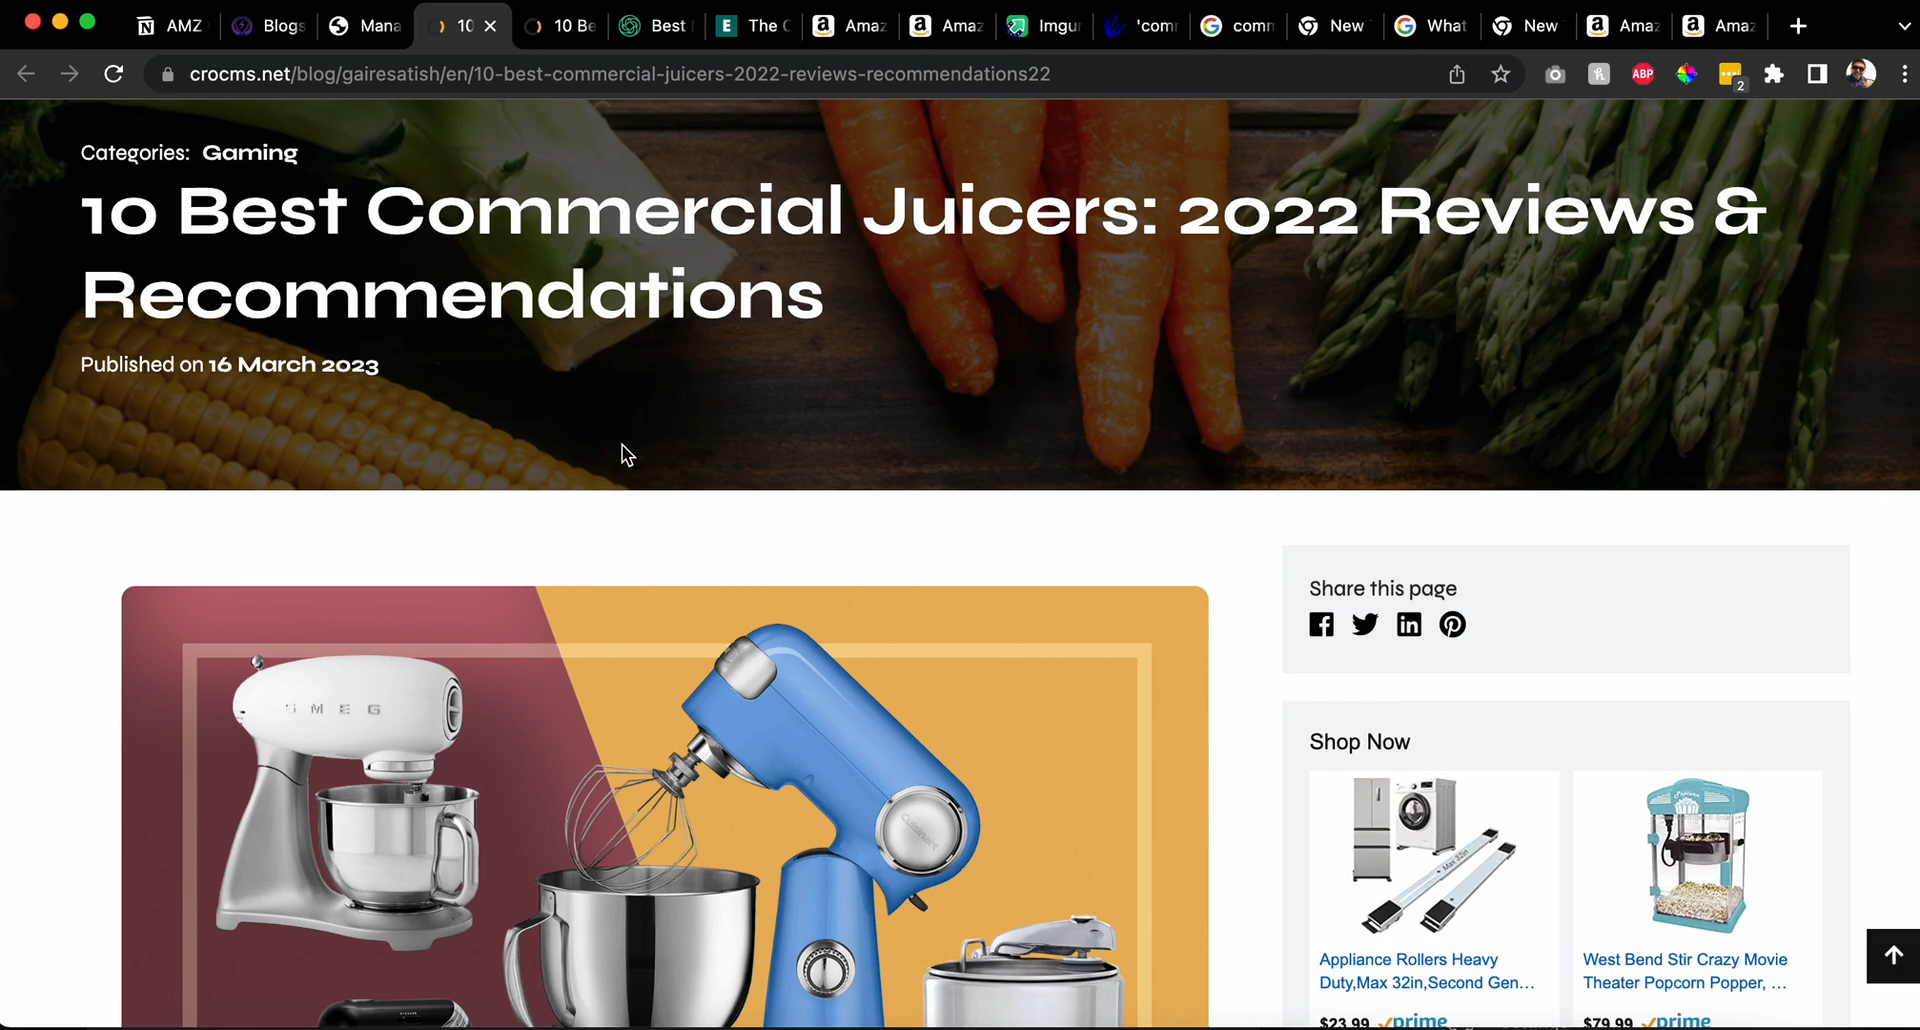 AMZ
Blogs
Mana
10
10 Be
Best
The C
Amaz
Amaz
Imgur
'com
comm
New
What
New
Amaz
Amaz
crocms.net/blog/gairesatish/en/10-best-commercial-juicers-2022-reviews-recommendations22
ABP
2
Categories: Gaming
10 Best Commercial Juicers: 2022 Reviews &
Recommendations
Published on 16 March 2023
Share this page
Shop Now
SMEG
Cuisinart
Max 32in
Appliance Rollers Heavy
Duty,Max 32in,Second Gen...
West Bend Stir Crazy Movie
Theater Popcorn Popper, ...
$23.99 prime
$79.99 prime